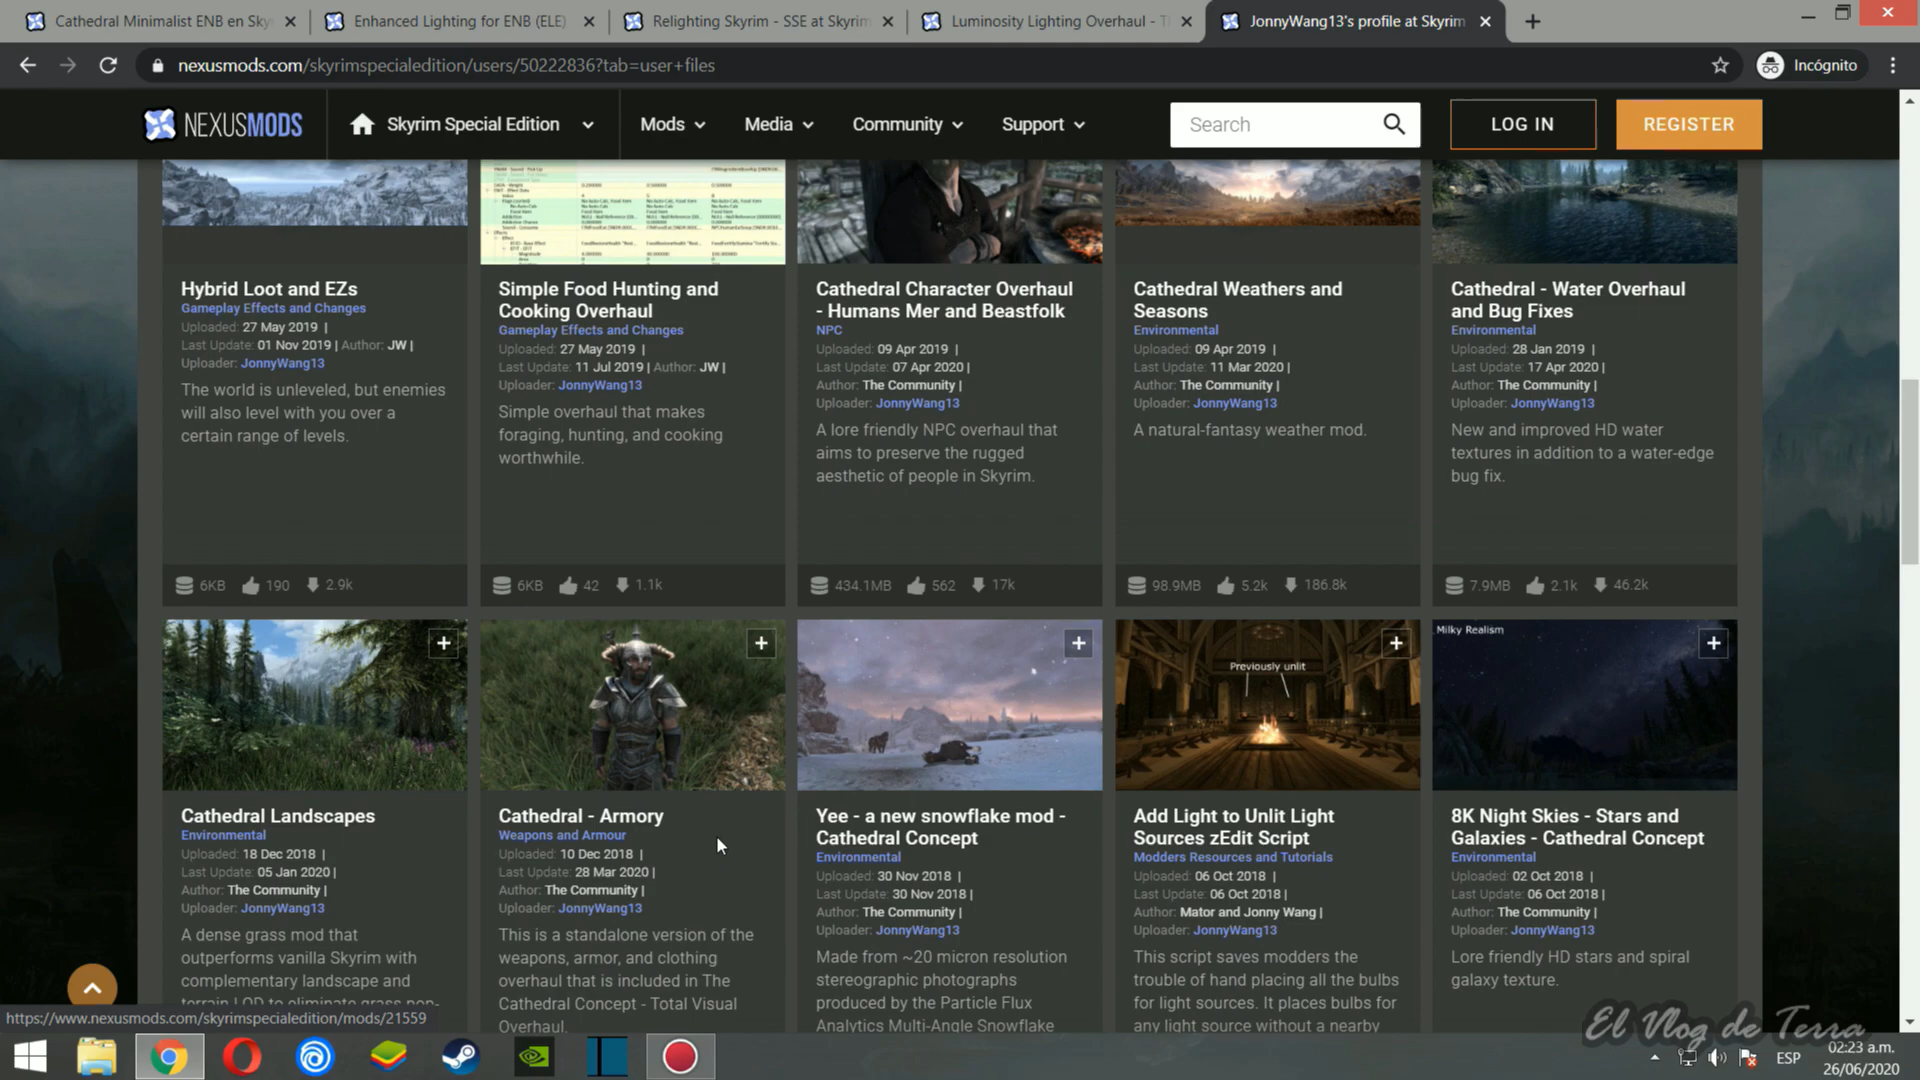 Cathedral Minimalist ENB en Sky
Enhanced Lighting for ENB (ELE)
Relighting Skyrim - SSE at Skyrim
Luminosity Lighting Overhaul - T
JonnyWang13's profile at Skyrim
nexusmods.com/skyrimspecialedition/users/50222836?tab=user+files
Incógnito
NEXUSMODS
Skyrim Special Edition
Mods
Media
Community
Support
Search
LOG IN
REGISTER
Hybrid Loot and EZs
Gameplay Effects and Changes
Uploaded: 27 May 2019 |
Last Update: 01 Nov 2019 | Author: JW |
Uploader: JonnyWang13
The world is unleveled, but enemies
will also level with you over a
certain range of levels.
6KB 190 2.9k
Simple Food Hunting and
Cooking Overhaul
Gameplay Effects and Changes
Uploaded: 27 May 2019 |
Last Update: 11 Jul 2019 | Author: JW |
Uploader: JonnyWang13
Simple overhaul that makes
foraging, hunting, and cooking
worthwhile.
6KB 42 1.1k
Cathedral Character Overhaul
- Humans Mer and Beastfolk
NPC
Uploaded: 09 Apr 2019 |
Last Update: 07 Apr 2020 |
Author: The Community |
Uploader: JonnyWang13
A lore friendly NPC overhaul that
aims to preserve the rugged
aesthetic of people in Skyrim.
434.1MB 562 17k
Cathedral Weathers and
Seasons
Environmental
Uploaded: 09 Apr 2019 |
Last Update: 11 Mar 2020 |
Author: The Community |
Uploader: JonnyWang13
A natural-fantasy weather mod.
98.9MB 5.2k 186.8k
Cathedral - Water Overhaul
and Bug Fixes
Environmental
Uploaded: 28 Jan 2019 |
Last Update: 17 Apr 2020 |
Author: The Community |
Uploader: JonnyWang13
New and improved HD water
textures in addition to a water-edge
bug fix.
7.9MB 2.1k 46.2k
Cathedral Landscapes
Environmental
Uploaded: 18 Dec 2018 |
Last Update: 05 Jan 2020 |
Author: The Community |
Uploader: JonnyWang13
A dense grass mod that
outperforms vanilla Skyrim with
complementary landscape and
terrain LOD to eliminate grass pop-
Cathedral - Armory
Weapons and Armour
Uploaded: 10 Dec 2018 |
Last Update: 28 Mar 2020 |
Author: The Community |
Uploader: JonnyWang13
This is a standalone version of the
weapons, armor, and clothing
overhaul that is included in The
Cathedral Concept - Total Visual
Overhaul.
Yee - a new snowflake mod -
Cathedral Concept
Environmental
Uploaded: 30 Nov 2018 |
Last Update: 30 Nov 2018 |
Author: The Community |
Uploader: JonnyWang13
Made from ~20 micron resolution
stereographic photographs
produced by the Particle Flux
Analytics Multi-Angle Snowflake
Previously unlit
Add Light to Unlit Light
Sources zEdit Script
Modders Resources and Tutorials
Uploaded: 06 Oct 2018 |
Last Update: 06 Oct 2018 |
Author: Mator and Jonny Wang |
Uploader: JonnyWang13
This script saves modders the
trouble of hand placing all the bulbs
for light sources. It places bulbs for
any light source without a nearby
Milky Realism
8K Night Skies - Stars and
Galaxies - Cathedral Concept
Environmental
Uploaded: 02 Oct 2018 |
Last Update: 06 Oct 2018 |
Author: The Community |
Uploader: JonnyWang13
Lore friendly HD stars and spiral
galaxy texture.
https://www.nexusmods.com/skyrimspecialedition/mods/21559
El Vlog de Terra
ESP
02:23 a.m.
26/06/2020